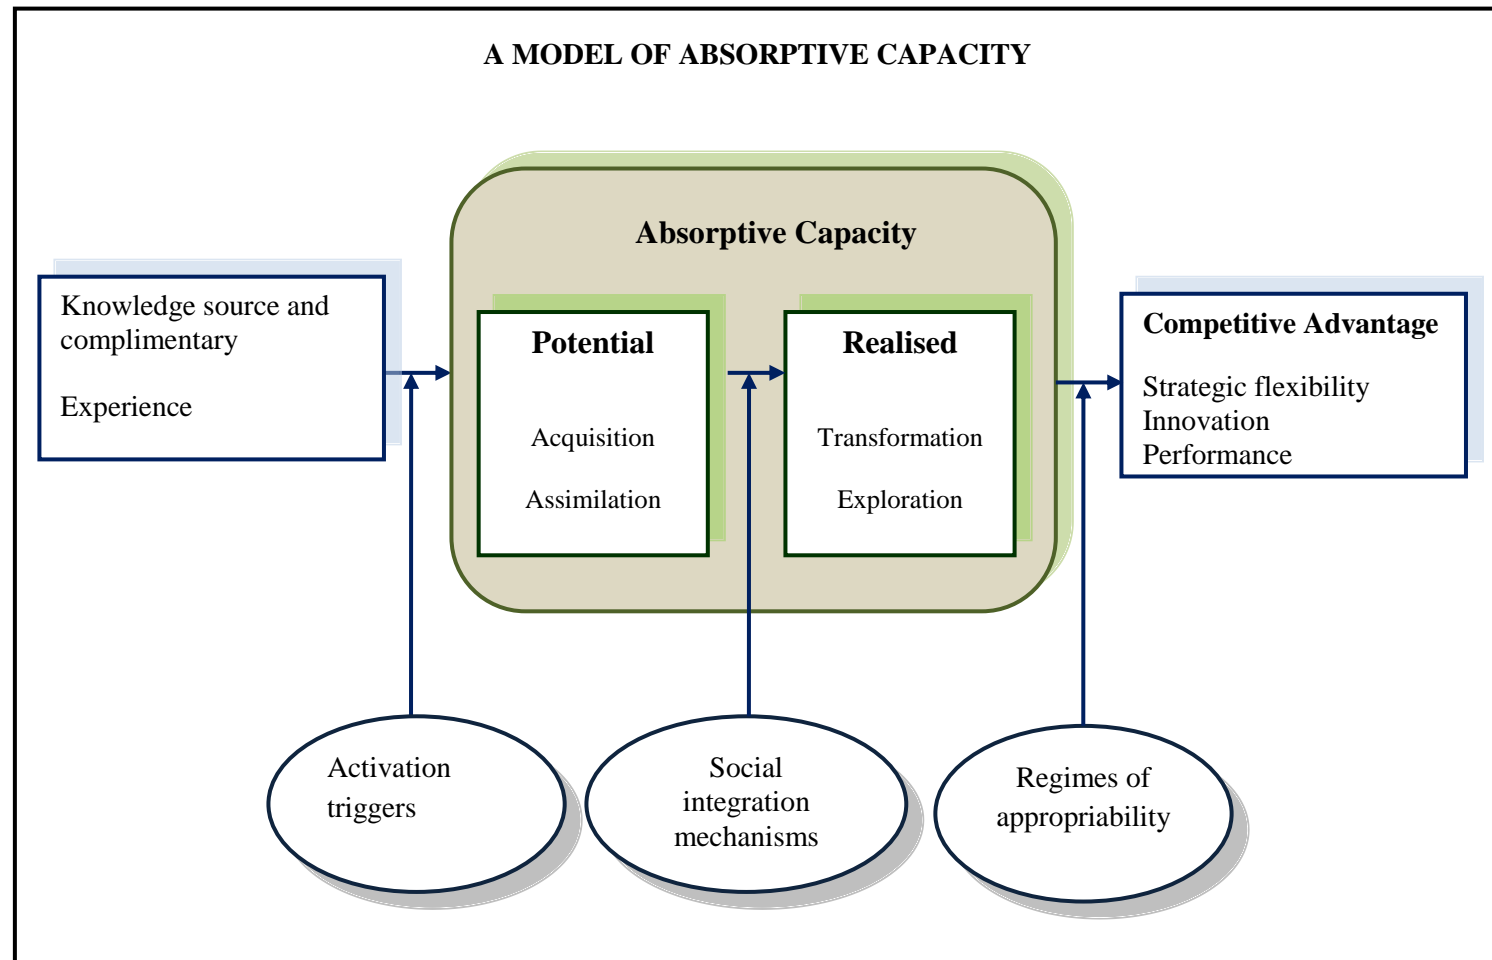 A MODEL OF ABSORPTIVE CAPACITY
Absorptive Capacity
Knowledge source and
complimentary
Experience
Potential
Acquisition
Assimilation
Realised
Transformation
Exploration
Competitive Advantage
Strategic flexibility
Innovation
Performance
Activation
triggers
Social
integration
mechanisms
Regimes of
appropriability